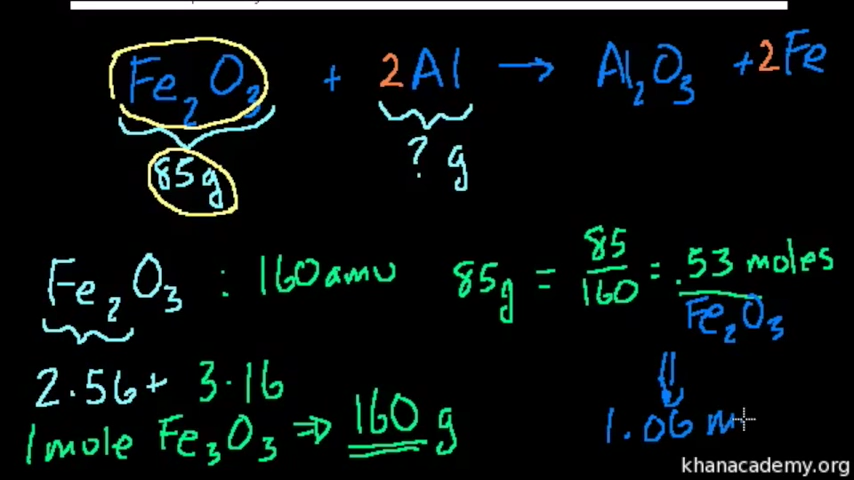 Fe₂O₃ + 2Al → Al₂O₃ + 2Fe
85g ? g
Fe₂O₃ : 160amu 85g = 85/160 = .53 moles
Fe₂O₃
2·56 + 3·16
1mole Fe₃O₃ ⇒ 160 g
1.06 m
khanacademy.org